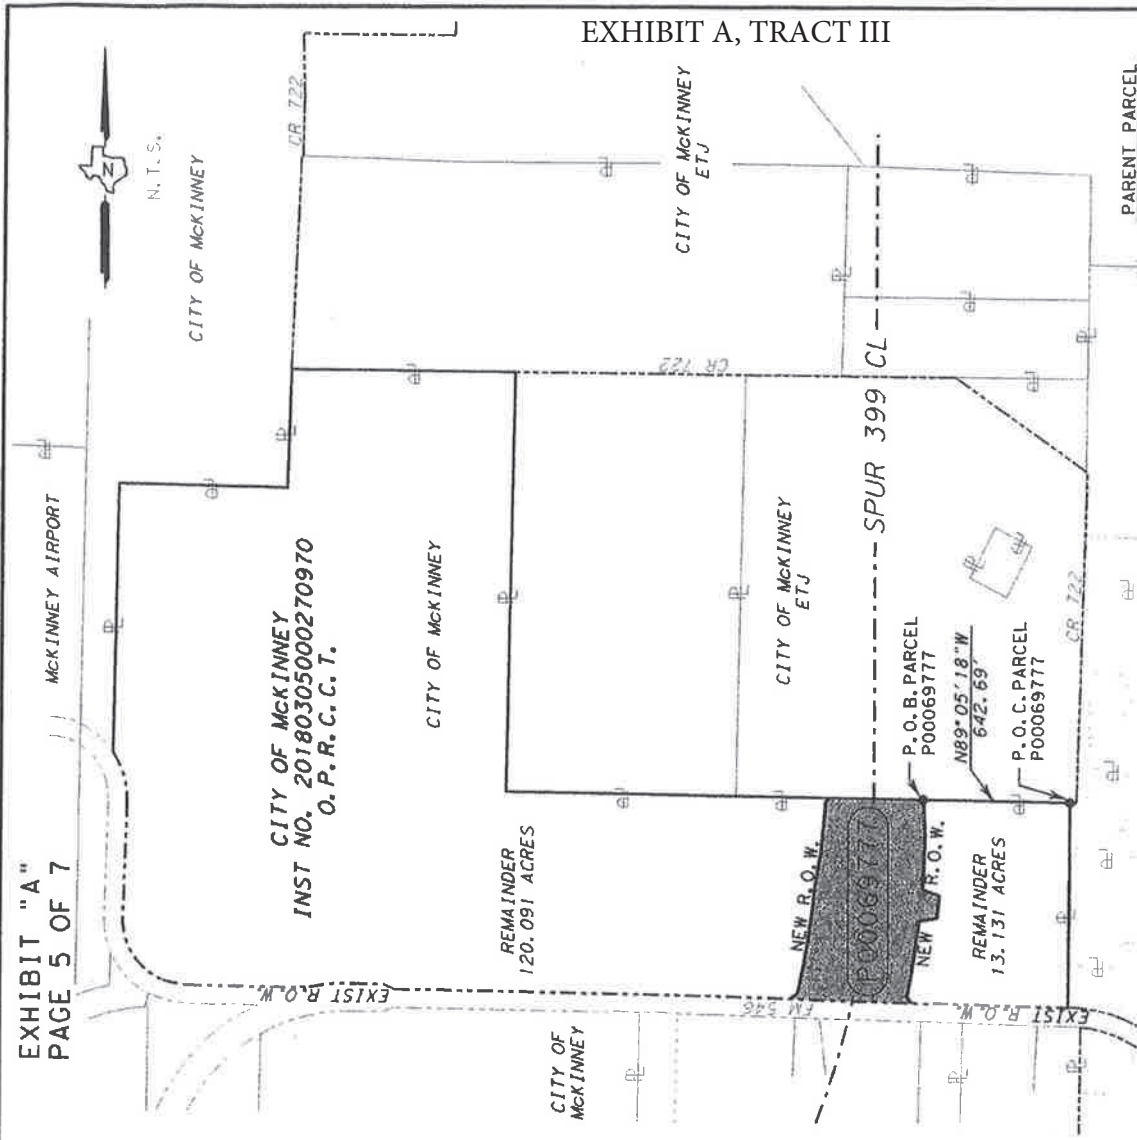 EXHIBIT A, TRACT III
EXHIBIT "A"
PAGE 5 OF 7
N
N.T.S.
CITY OF McKINNEY
CR 722
CITY OF McKINNEY
ETJ
PARENT PARCEL
McKINNEY AIRPORT
CITY OF McKINNEY
INST NO. 20180305000270970
O.P.R.C.C.T.
CITY OF McKINNEY
CR 722
SPUR 399 CL
CITY OF McKINNEY
ETJ
CR 722
P.O.B. PARCEL
P00069777
N89°05'18"W
642.69'
P.O.C. PARCEL
P00069777
REMAINDER
120.091 ACRES
NEW R.O.W.
P00069777
NEW R.O.W.
REMAINDER
13.131 ACRES
EXIST R.O.W.
FM 546
EXIST R.O.W.
CITY OF
McKINNEY